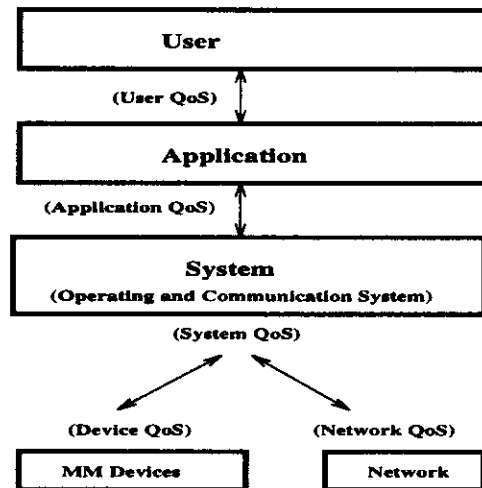 User
(User QoS)
Application
(Application QoS)
System
(Operating and Communication System)
(System QoS)
(Device QoS) (Network QoS)
MM Devices Network